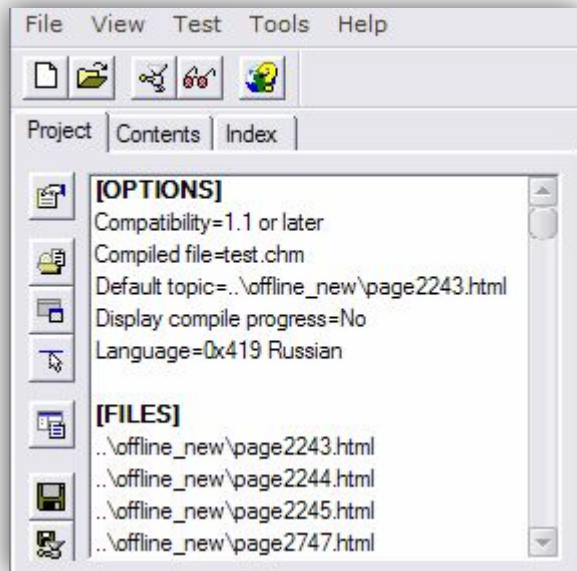 File View Test Tools Help
Project Contents Index
[OPTIONS]
Compatibility=1.1 or later
Compiled file=test.chm
Default topic=..\offline_new\page2243.html
Display compile progress=No
Language=0x419 Russian
[FILES]
..\offline_new\page2243.html
..\offline_new\page2244.html
..\offline_new\page2245.html
..\offline_new\page2747.html